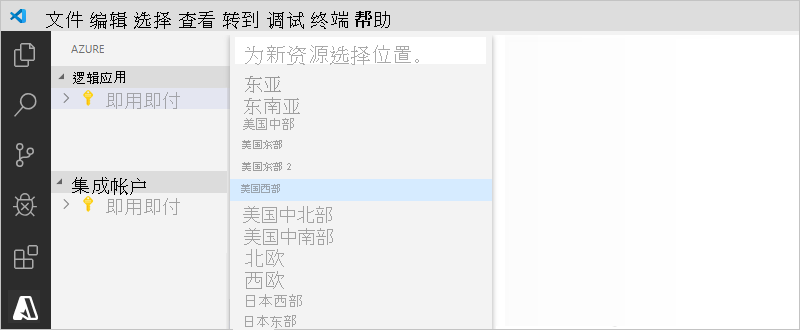 文件 编辑 选择 查看 转到 调试 终端 帮助
AZURE
逻辑应用
即用即付
集成帐户
即用即付
为新资源选择位置。
东亚
东南亚
美国中部
美国东部
美国东部 2
美国西部
美国中北部
美国中南部
北欧
西欧
日本西部
日本东部